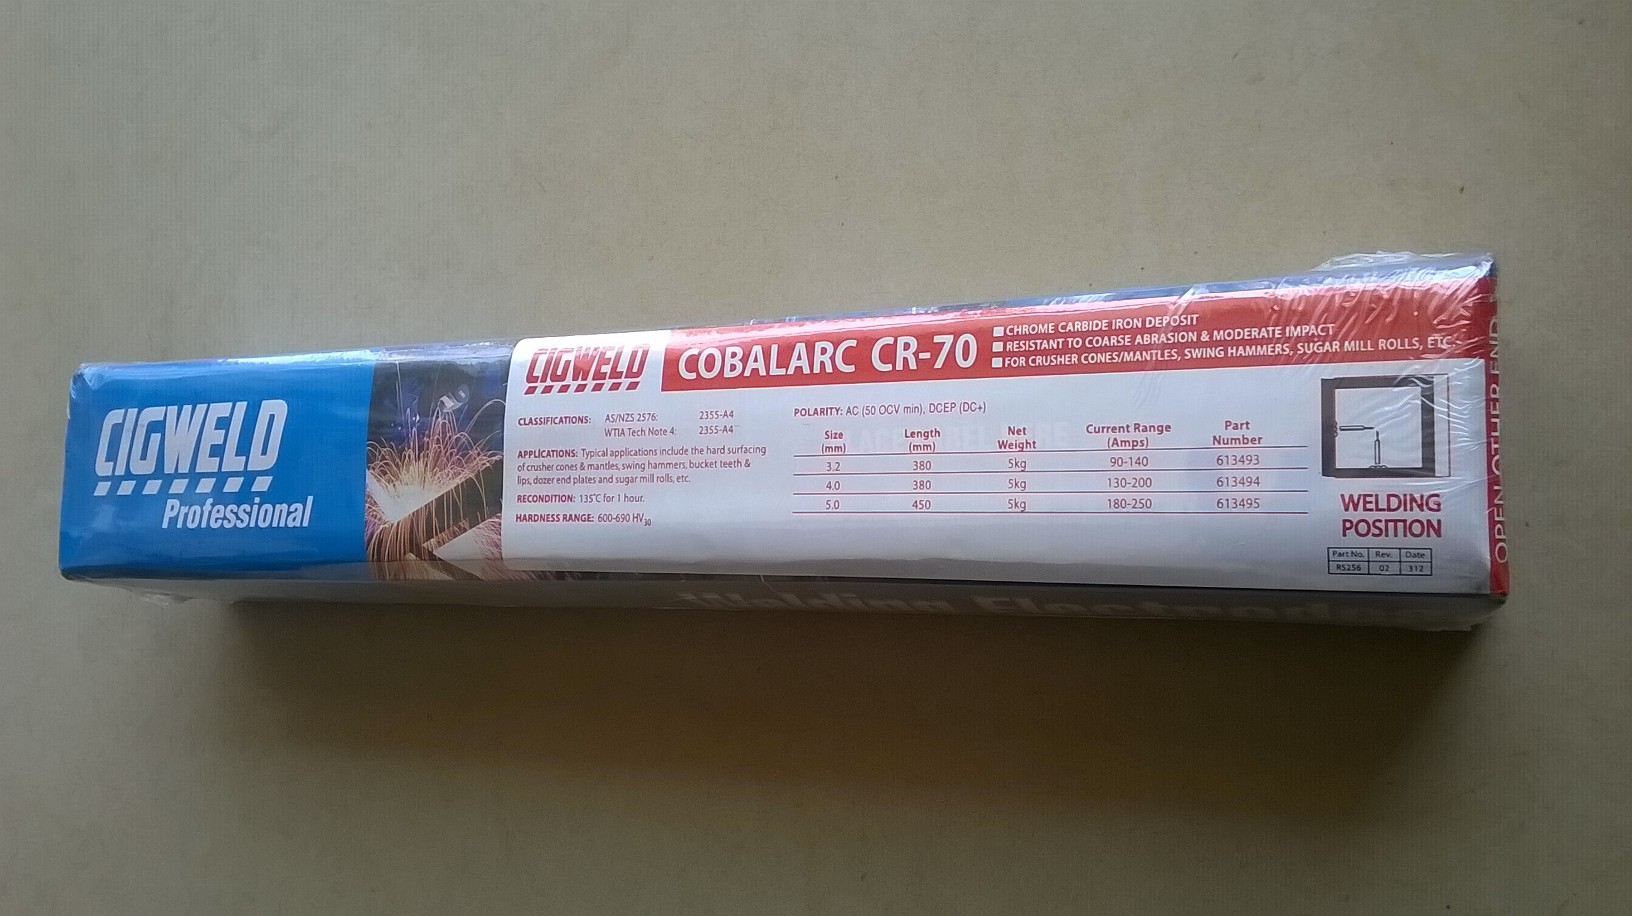 CIGWELD
Professional
CIGWELD
COBALARC CR-70
CHROME CARBIDE IRON DEPOSIT
RESISTANT TO COARSE ABRASION & MODERATE IMPACT
FOR CRUSHER CONES/MANTLES, SWING HAMMERS, SUGAR MILL ROLLS, ETC
CLASSIFICATIONS: AS/NZS 2576: 2355-A4
WTIA Tech Note 4: 2355-A4
APPLICATIONS: Typical applications include the hard surfacing
of crusher cones & mantles, swing hammers, bucket teeth &
lips, dozer end plates and sugar mill rolls, etc.
RECONDITION: 135°C for 1 hour.
HARDNESS RANGE: 600-690 HV30
POLARITY: AC (50 OCV min), DCEP (DC+)
Size (mm) Length (mm) Net Weight Current Range (Amps) Part Number
3.2 380 5kg 90-140 613493
4.0 380 5kg 130-200 613494
5.0 450 5kg 180-250 613495
WELDING
POSITION
Part No. Rev. Date
RS256 02 312
OPEN OTHER END
Welding Electrodes